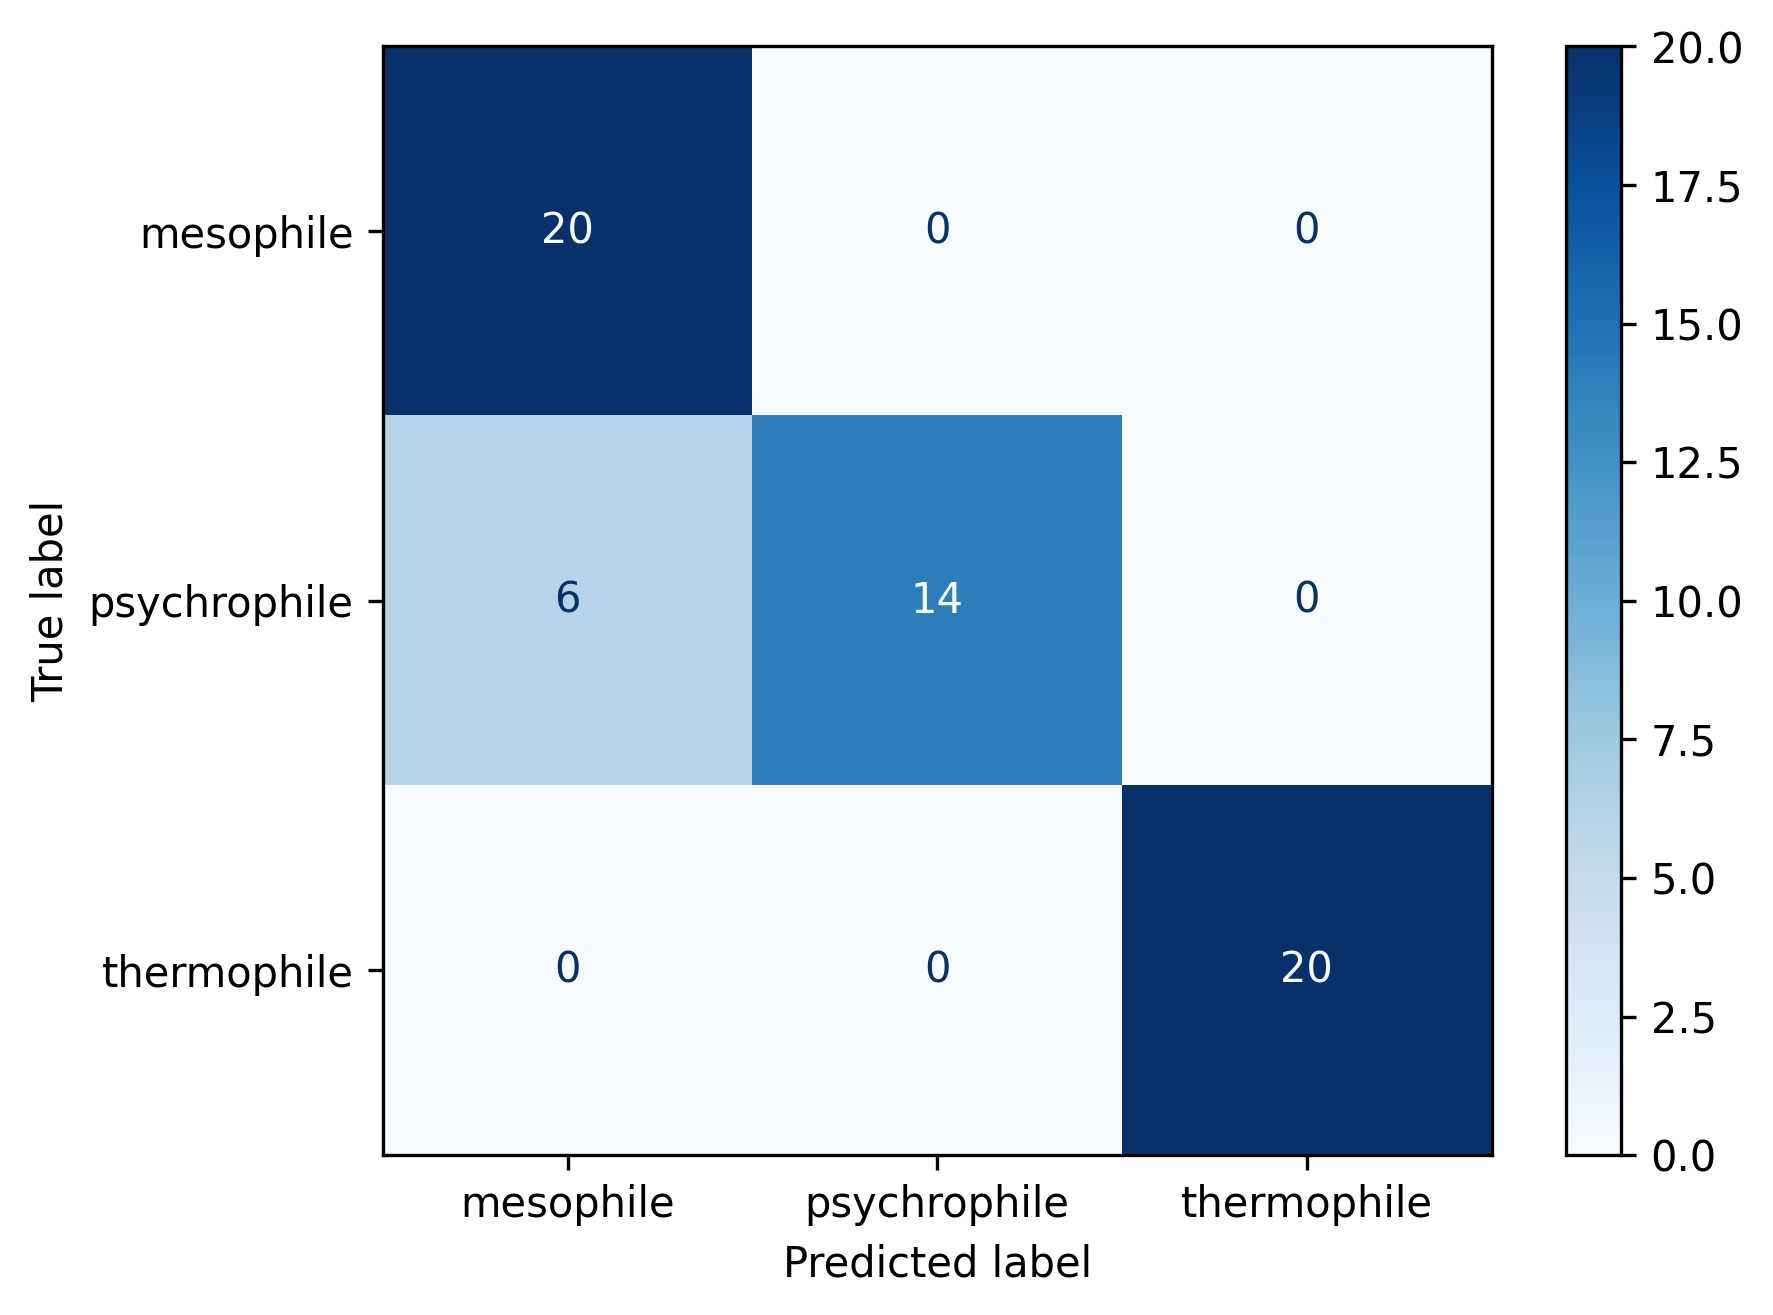 True label
mesophile
20 0 0
psychrophile
6 14 0
thermophile
0 0 20
mesophile psychrophile thermophile
Predicted label
20.0
17.5
15.0
12.5
10.0
7.5
5.0
2.5
0.0